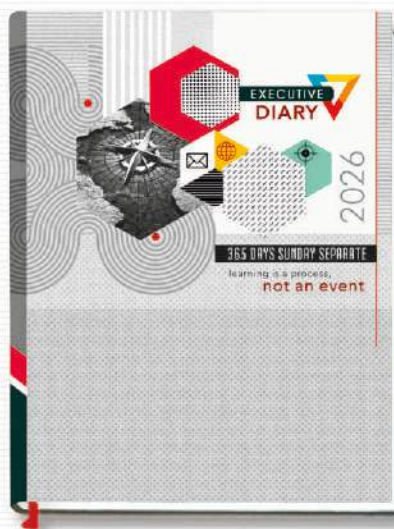 EXECUTIVE
DIARY
2026
365 DAYS SUNDAY SEPARATE
learning is a process,
not an event